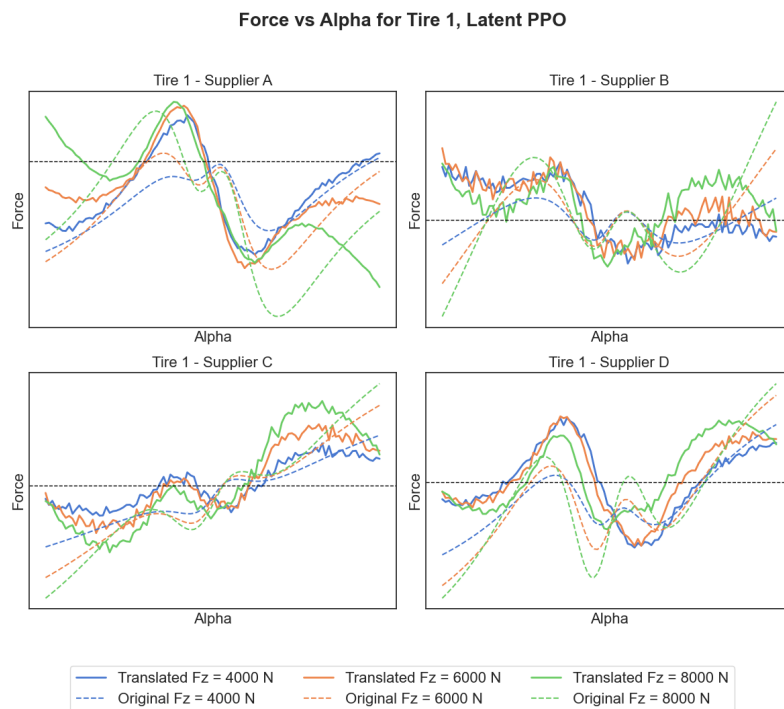 Force vs Alpha for Tire 1, Latent PPO
Tire 1 - Supplier A
Tire 1 - Supplier B
Force
Force
Alpha
Alpha
Tire 1 - Supplier C
Tire 1 - Supplier D
Force
Force
Alpha
Alpha
Translated Fz = 4000 N
Translated Fz = 6000 N
Translated Fz = 8000 N
Original Fz = 4000 N
Original Fz = 6000 N
Original Fz = 8000 N